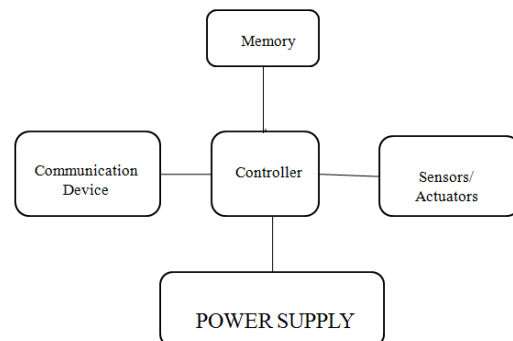 Memory
Communication
Device
Controller
Sensors/
Actuators
POWER SUPPLY